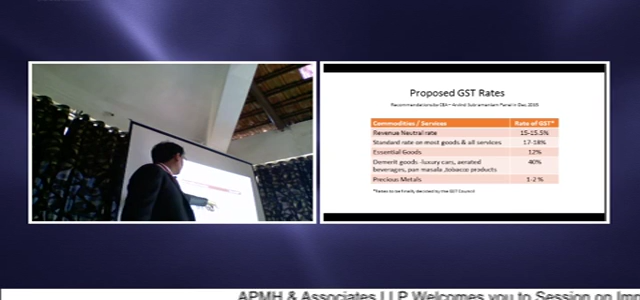 Proposed GST Rates
Recommendations by CEA – Arvind Subramaniam Panel in Dec, 2015
Commodities / Services Rate of GST*
Revenue Neutral rate 15-15.5%
Standard rate on most goods & all services 17-18%
Essential Goods 12%
Demerit goods -luxury cars, aerated 40%
beverages, pan masala ,tobacco products
Precious Metals 1-2 %
*Rates to be finally decided by the GST Council
APMH & Associates LLP Welcomes you to Session on